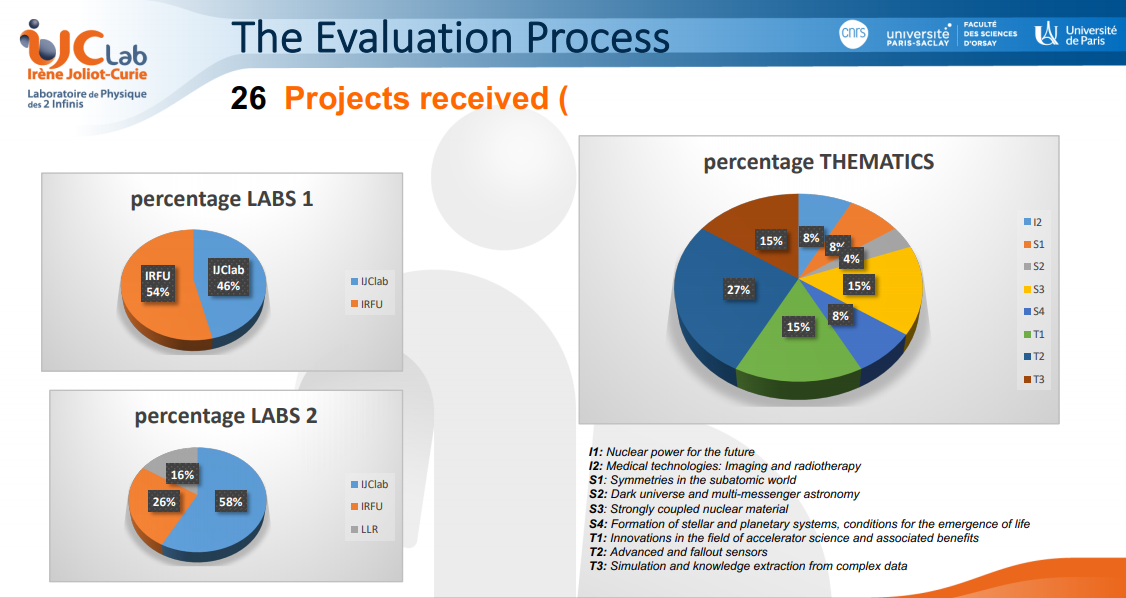 IJCLab
Irène Joliot-Curie
Laboratoire de Physique
des 2 Infinis
The Evaluation Process
cnrs
université
PARIS-SACLAY
FACULTÉ
DES SCIENCES
D'ORSAY
Université
de Paris
26 Projects received (
percentage LABS 1
IRFU
54%
IJClab
46%
IJClab
IRFU
percentage LABS 2
16%
26%
58%
IJClab
IRFU
LLR
percentage THEMATICS
8%
8%
4%
15%
8%
15%
27%
15%
I2
S1
S2
S3
S4
T1
T2
T3
I1: Nuclear power for the future
I2: Medical technologies: Imaging and radiotherapy
S1: Symmetries in the subatomic world
S2: Dark universe and multi-messenger astronomy
S3: Strongly coupled nuclear material
S4: Formation of stellar and planetary systems, conditions for the emergence of life
T1: Innovations in the field of accelerator science and associated benefits
T2: Advanced and fallout sensors
T3: Simulation and knowledge extraction from complex data